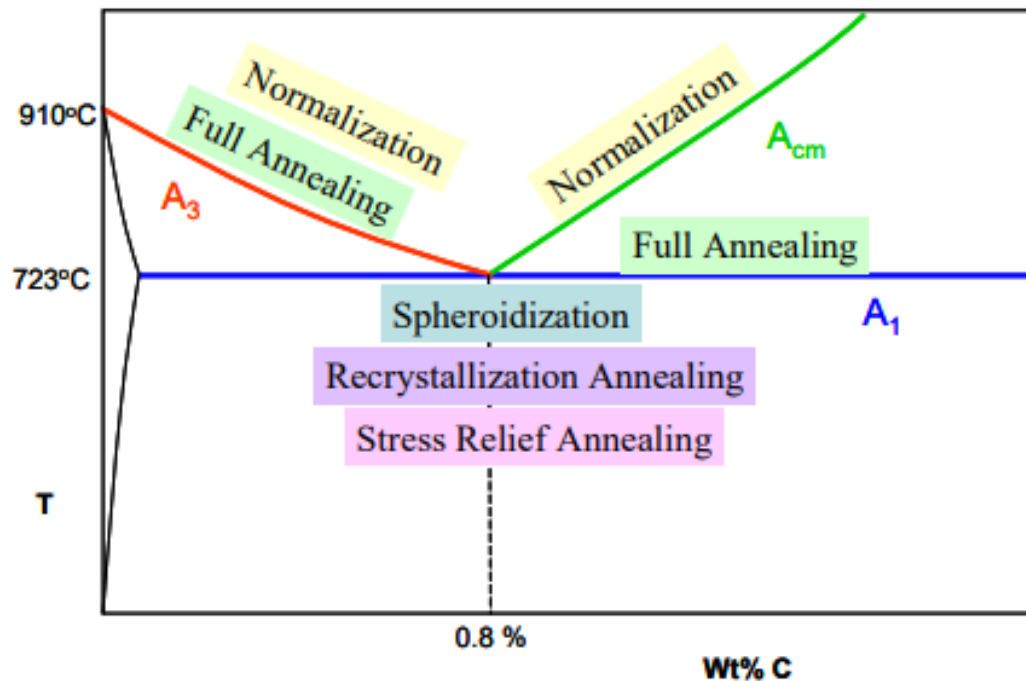 Normalization
Full Annealing
Normalization
910°C
A₃
A_cm
Full Annealing
723°C
Spheroidization
A₁
Recrystallization Annealing
Stress Relief Annealing
T
0.8 %
Wt% C